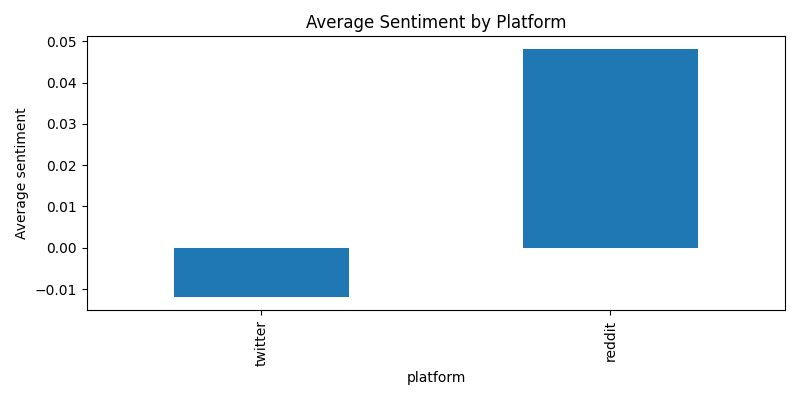 Average Sentiment by Platform
0.05
0.04
0.03
0.02
0.01
0.00
−0.01
Average sentiment
twitter
reddit
platform